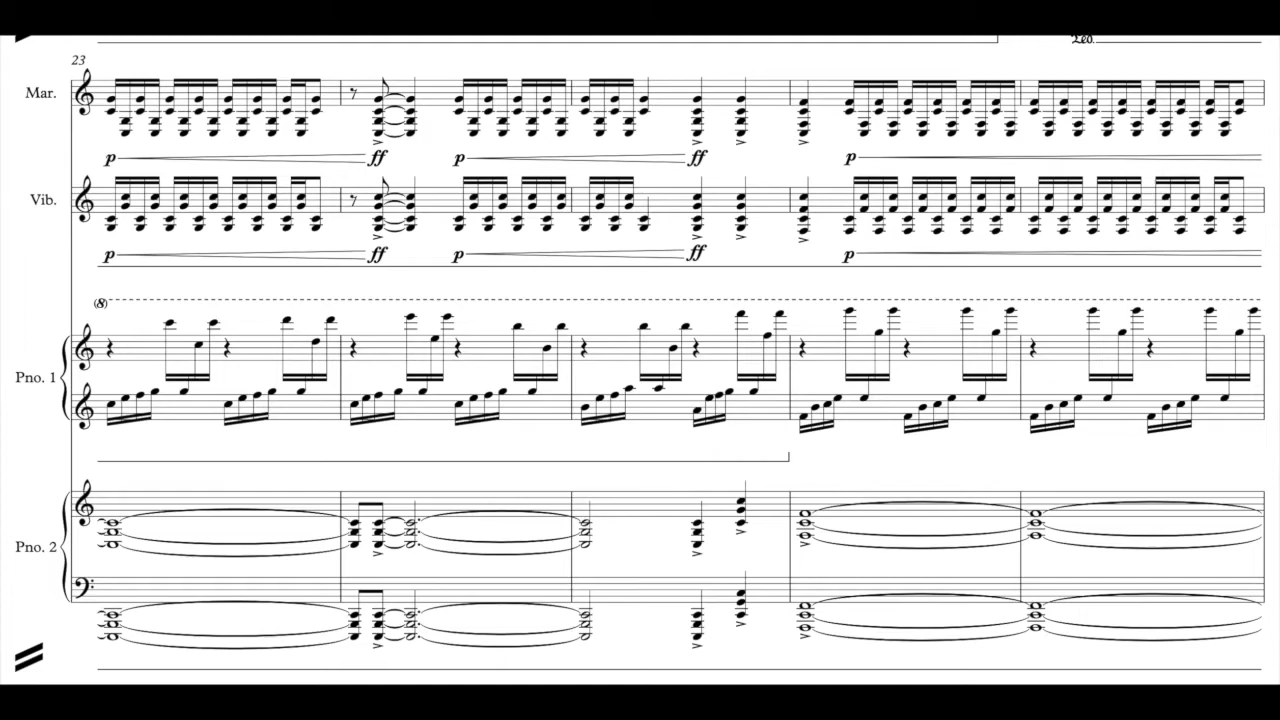 Ped.
23
Mar.
p ff p ff p
Vib.
p ff p ff p
(8)
Pno. 1
Pno. 2